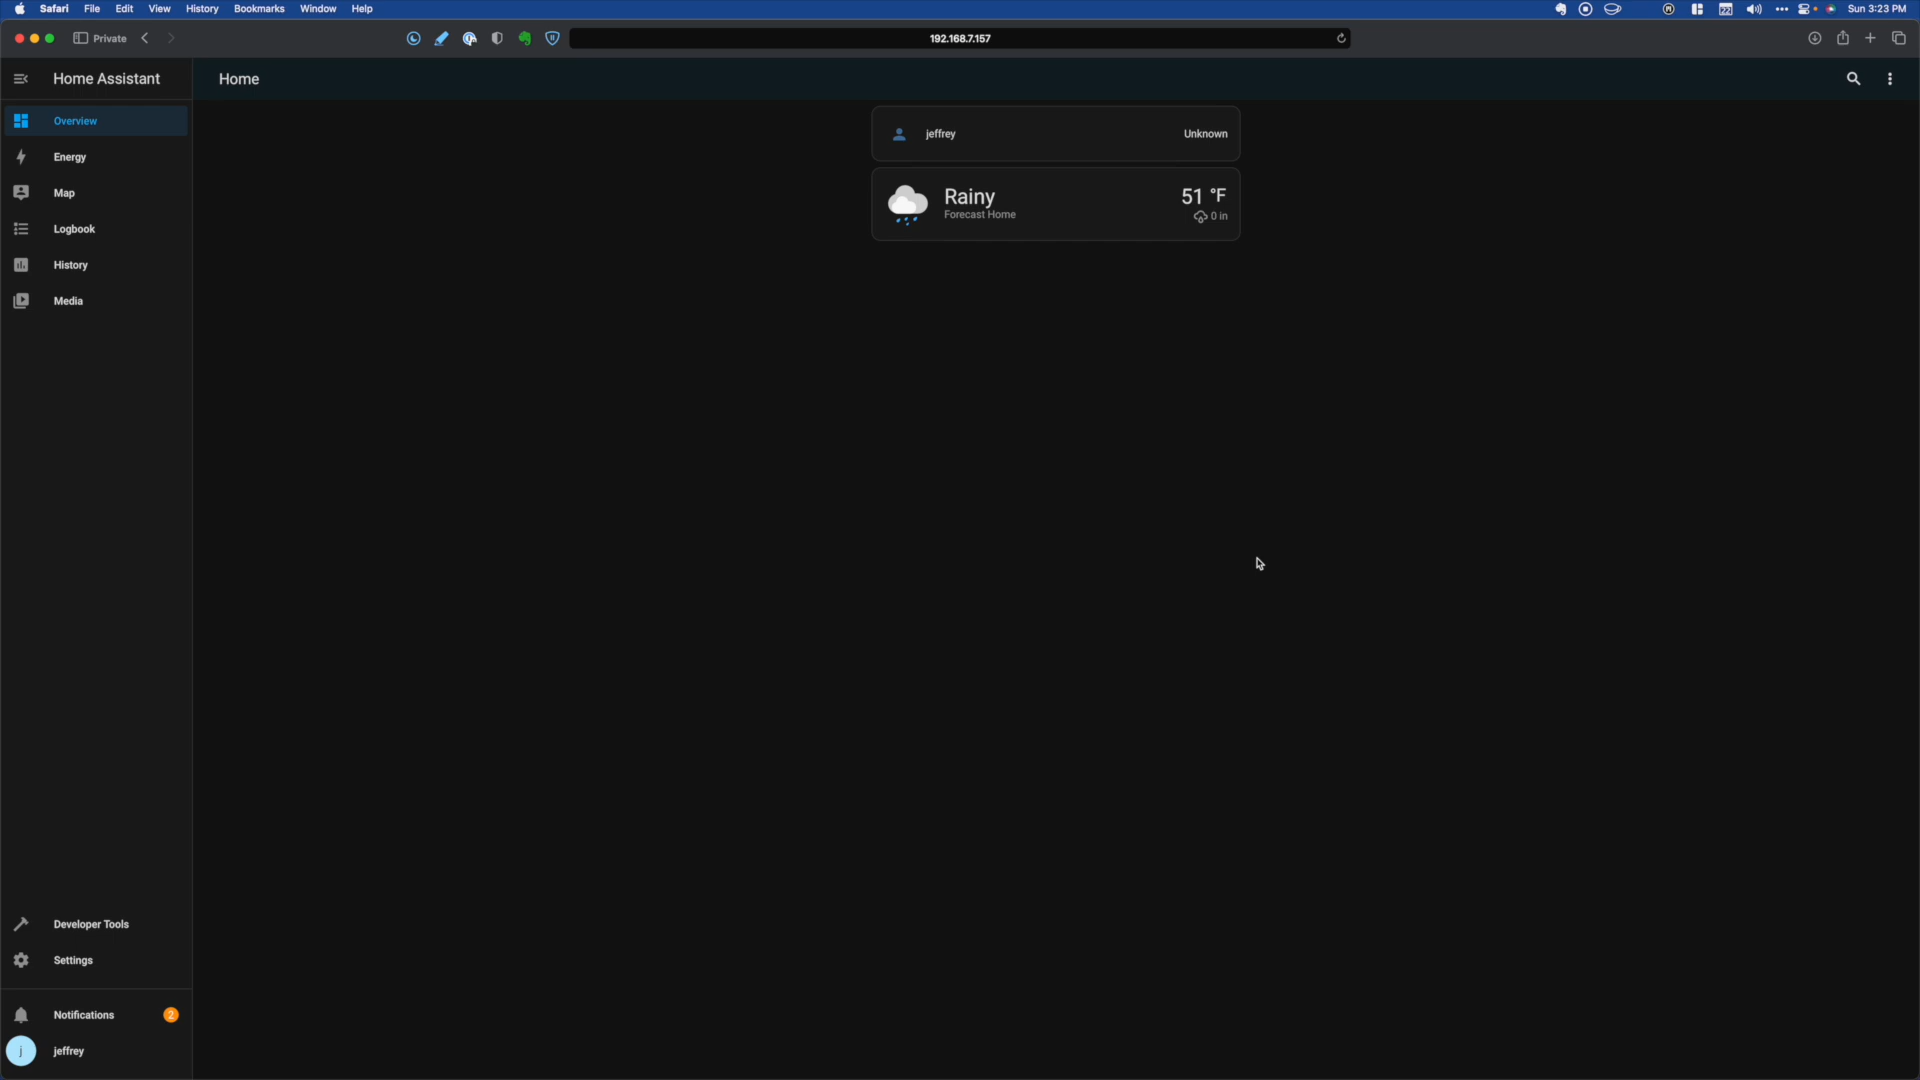 Safari File Edit View History Bookmarks Window Help
22
Sun 3:23 PM
Private
192.168.7.157
Home Assistant
Home
Overview
jeffrey
Unknown
Energy
Map
Rainy
51 °F
Forecast Home
0 in
Logbook
History
Media
Developer Tools
Settings
Notifications
2
j
jeffrey